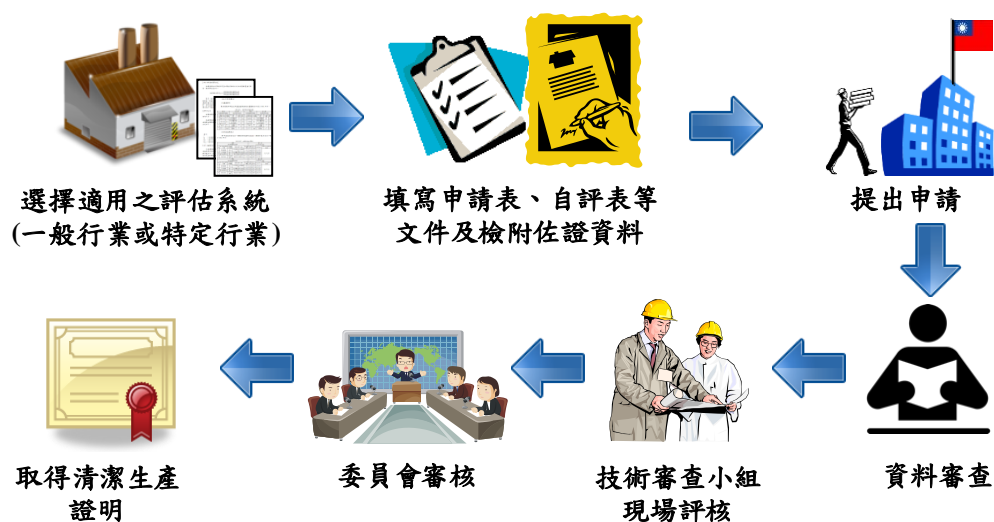 選擇適用之評估系統
(一般行業或特定行業)
填寫申請表、自評表等
文件及檢附佐證資料
提出申請
資料審查
技術審查小組
現場評核
委員會審核
取得清潔生產
證明